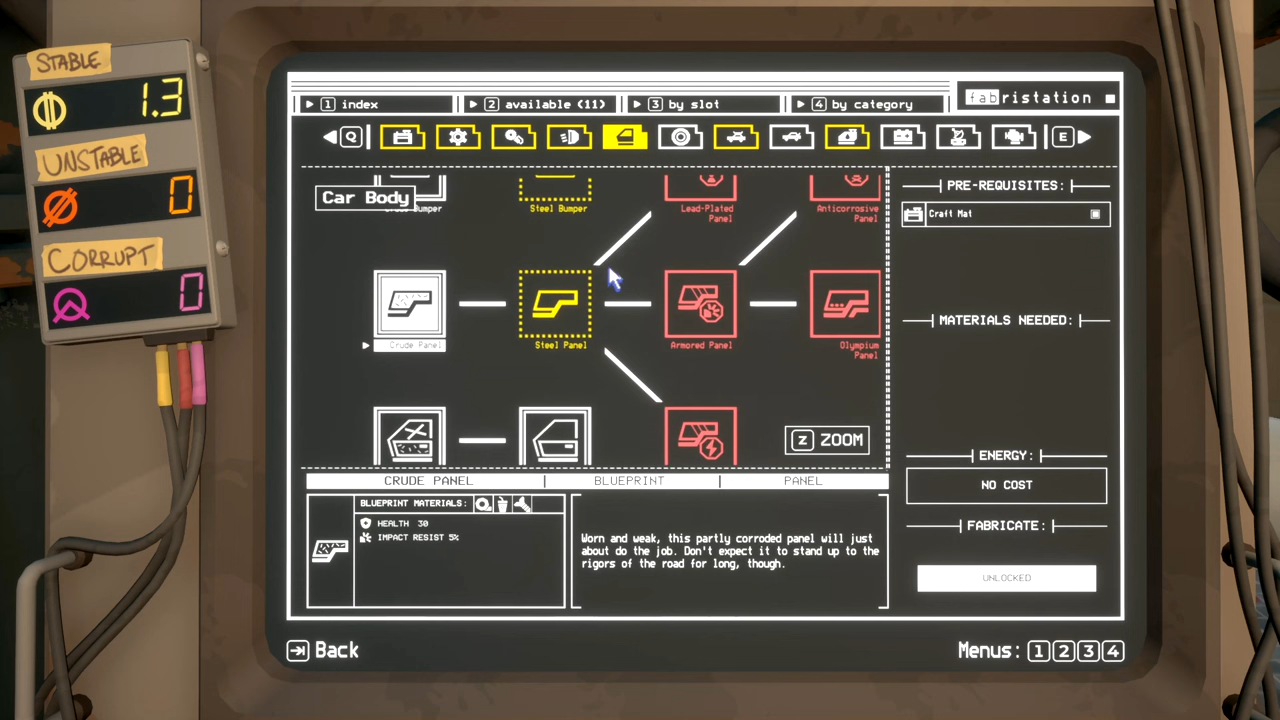 STABLE
1.3
UNSTABLE
0
CORRUPT
0
1 index
2 available (11)
3 by slot
4 by category
fabristation
Q
E
Car Body
Crude Bumper
Steel Bumper
Lead-Plated
Panel
Anticorrosive
Panel
Crude Panel
Steel Panel
Armored Panel
Olympium
Panel
Z ZOOM
CRUDE PANEL
BLUEPRINT
PANEL
BLUEPRINT MATERIALS:
HEALTH 30
IMPACT RESIST 5%
Worn and weak, this partly corroded panel will just
about do the job. Don't expect it to stand up to the
rigors of the road for long, though.
PRE-REQUISITES:
Craft Mat
MATERIALS NEEDED:
ENERGY:
NO COST
FABRICATE:
UNLOCKED
Back
Menus: 1 2 3 4